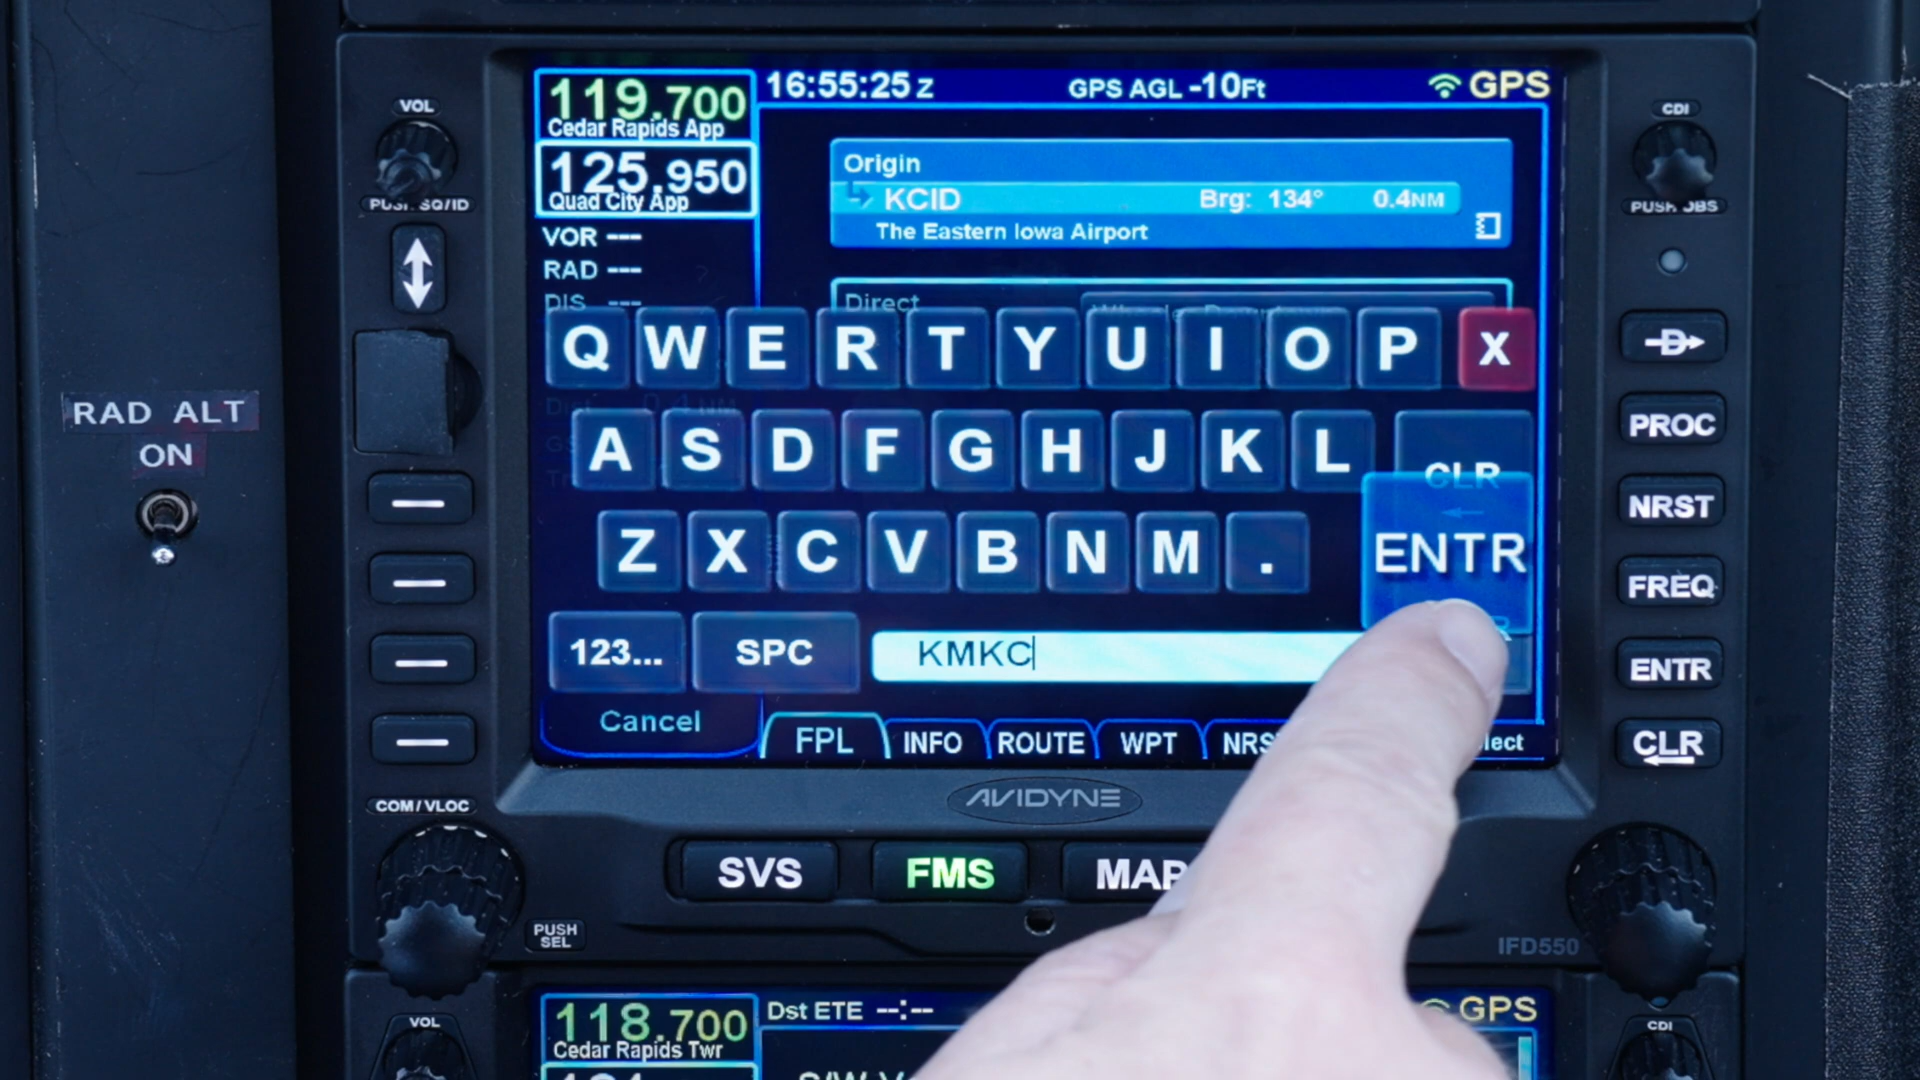 119.700
Cedar Rapids App
125.950
Quad City App
VOR ---
RAD ---
DIS ---
16:55:25 Z
GPS AGL -10Ft
GPS
Origin
KCID Brg: 134° 0.4NM
The Eastern Iowa Airport
Direct
Q W E R T Y U I O P X
A S D F G H J K L CLR
Z X C V B N M . ENTR
123... SPC KMKC
Cancel
FPL INFO ROUTE WPT
AVIDYNE
SVS FMS MAP
IFD550
VOL
PUSH SQ/ID
RAD ALT
ON
COM/VLOC
PUSH
SEL
CDI
PUSH OBS
D
PROC
NRST
FREQ
ENTR
CLR
VOL
118.700
Cedar Rapids Twr
Dst ETE --:--
GPS
CDI